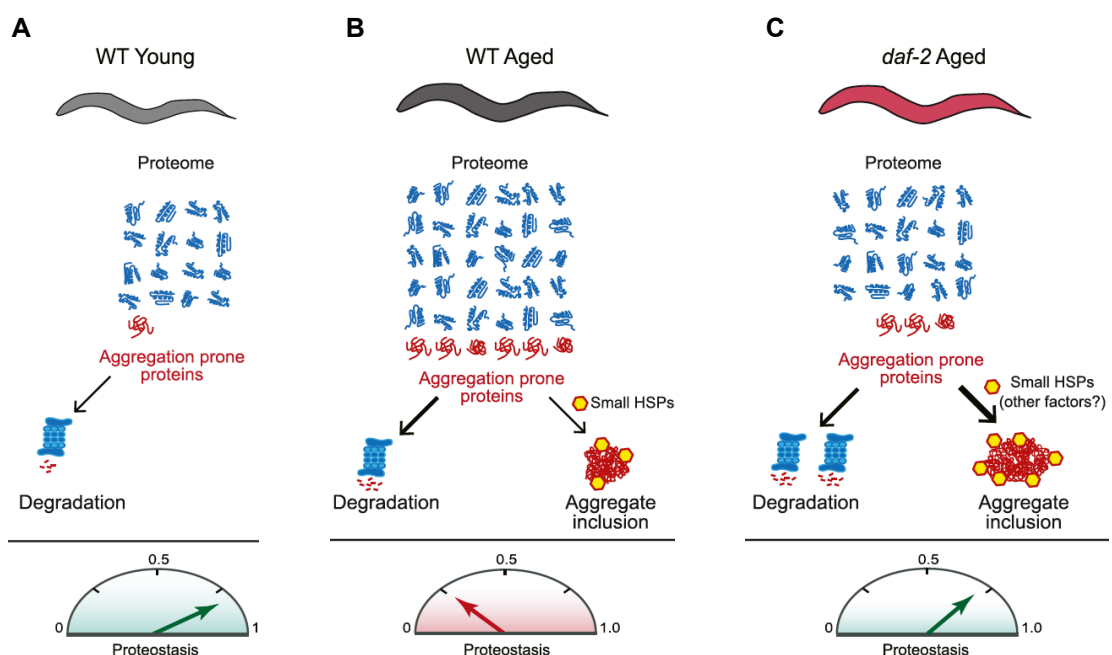 A
WT Young
Proteome
Aggregation prone
proteins
Degradation
0
0.5
1
Proteostasis
B
WT Aged
Proteome
Aggregation prone
proteins
Small HSPs
Degradation
Aggregate
inclusion
0
0.5
1.0
Proteostasis
C
daf-2 Aged
Proteome
Aggregation prone
proteins
Small HSPs
(other factors?)
Degradation
Aggregate
inclusion
0
0.5
1.0
Proteostasis